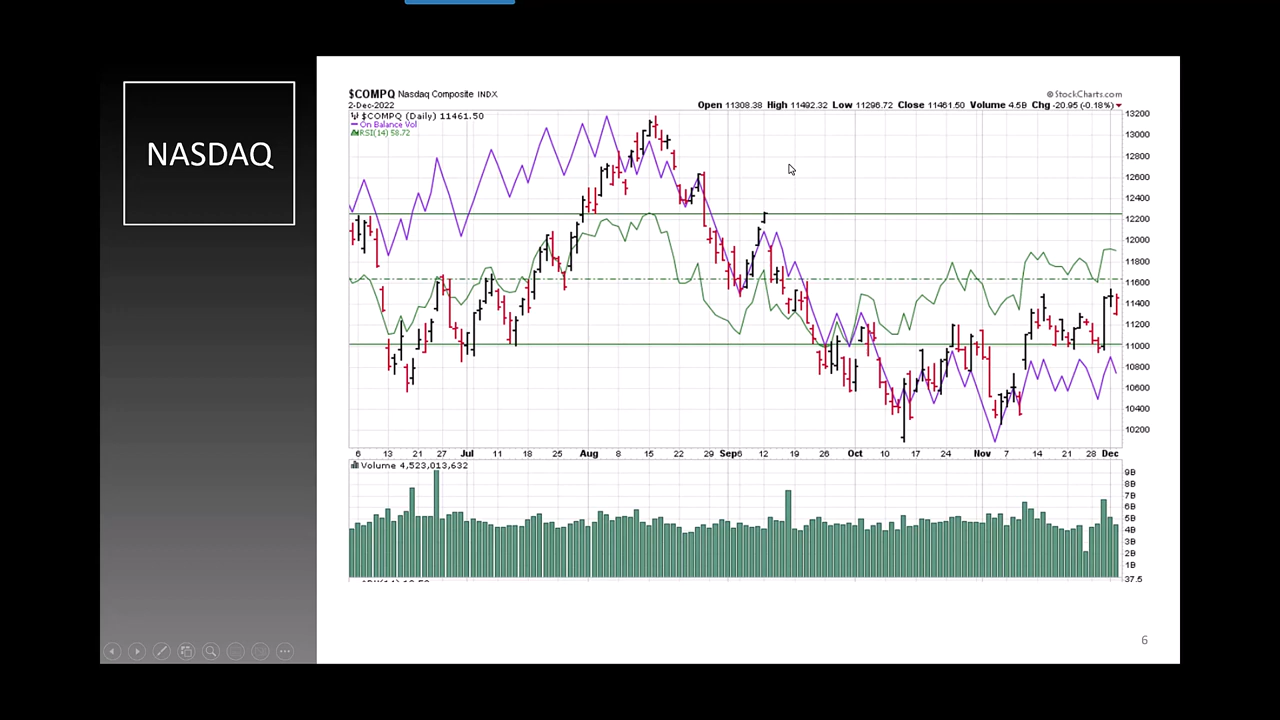 NASDAQ
$COMPQ Nasdaq Composite INDX
© StockCharts.com
2-Dec-2022
Open 11308.38 High 11492.32 Low 11296.72 Close 11461.50 Volume 4.5B Chg -20.95 (-0.18%)
$COMPQ (Daily) 11461.50
On Balance Vol
RSI(14) 58.72
13200
12800
12600
12400
12200
12000
11800
11600
11400
11200
11000
10800
10600
10400
10200
6 13 21 27 Jul 11 18 25 Aug 8 15 22 29 Sep 6 12 19 26 Oct 10 17 24 Nov 7 14 21 28 Dec
Volume 4,523,013,632
9B
8B
7B
6B
5B
4B
3B
2B
1B
37.5
6